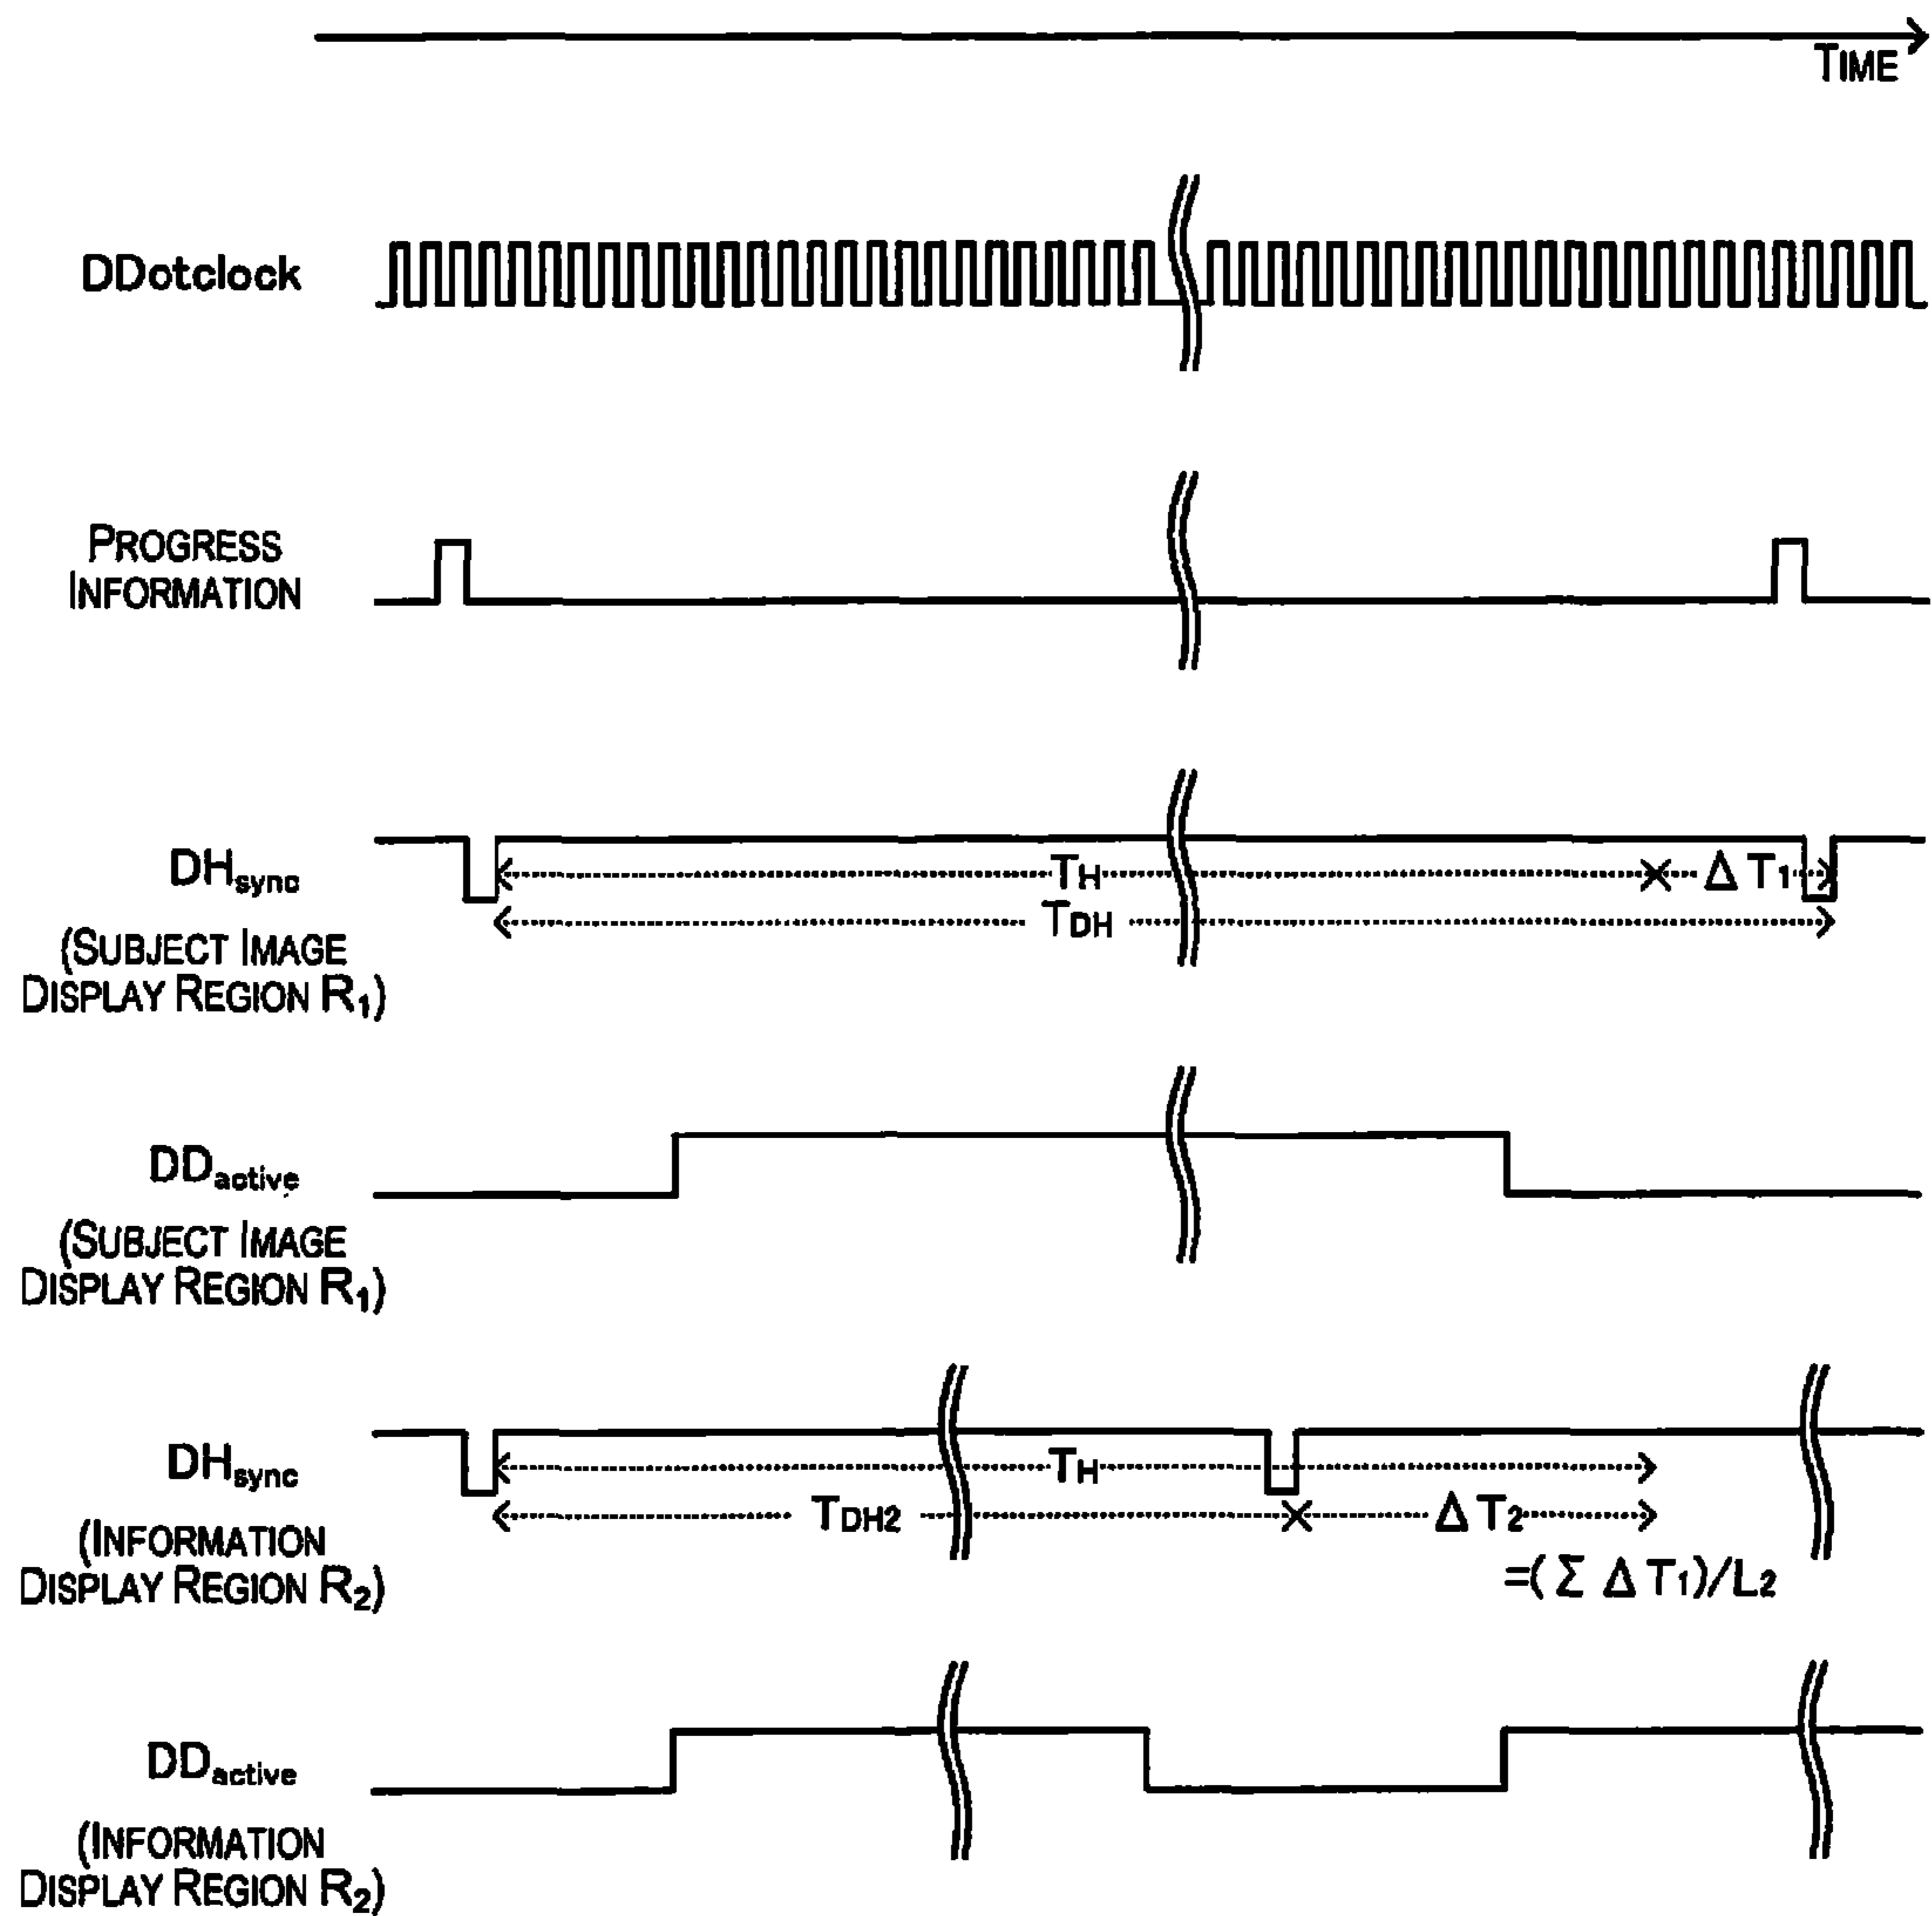 TIME
DDotclock
PROGRESS
INFORMATION
DHsync
TH
ΔT1
TDH
(SUBJECT IMAGE
DISPLAY REGION R1)
DDactive
(SUBJECT IMAGE
DISPLAY REGION R1)
DHsync
TH
TDH2
ΔT2
=(ΣΔT1)/L2
(INFORMATION
DISPLAY REGION R2)
DDactive
(INFORMATION
DISPLAY REGION R2)